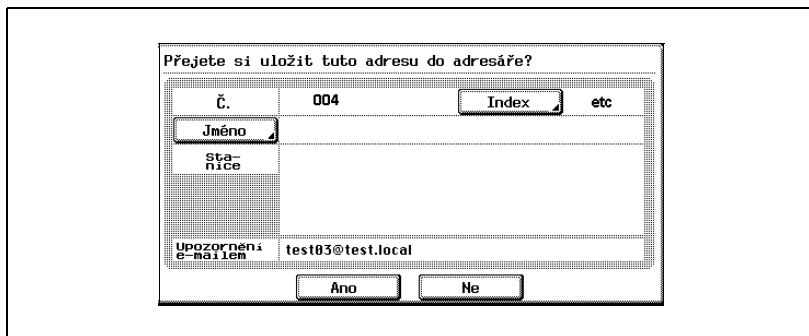 Přejete si uložit tuto adresu do adresáře?
Č. 004 Index etc
Jméno
Sta-
nice
Upozornění
e-mailem test03@test.local
Ano Ne